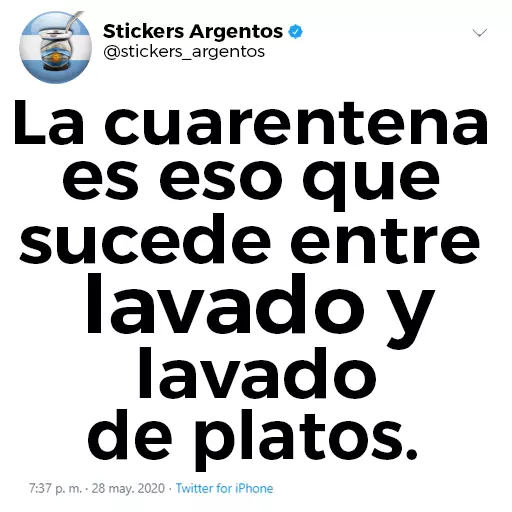 Stickers Argentos
@stickers_argentos
La cuarentena
es eso que
sucede entre
lavado y
lavado
de platos.
7:37 p. m. · 28 may. 2020 · Twitter for iPhone